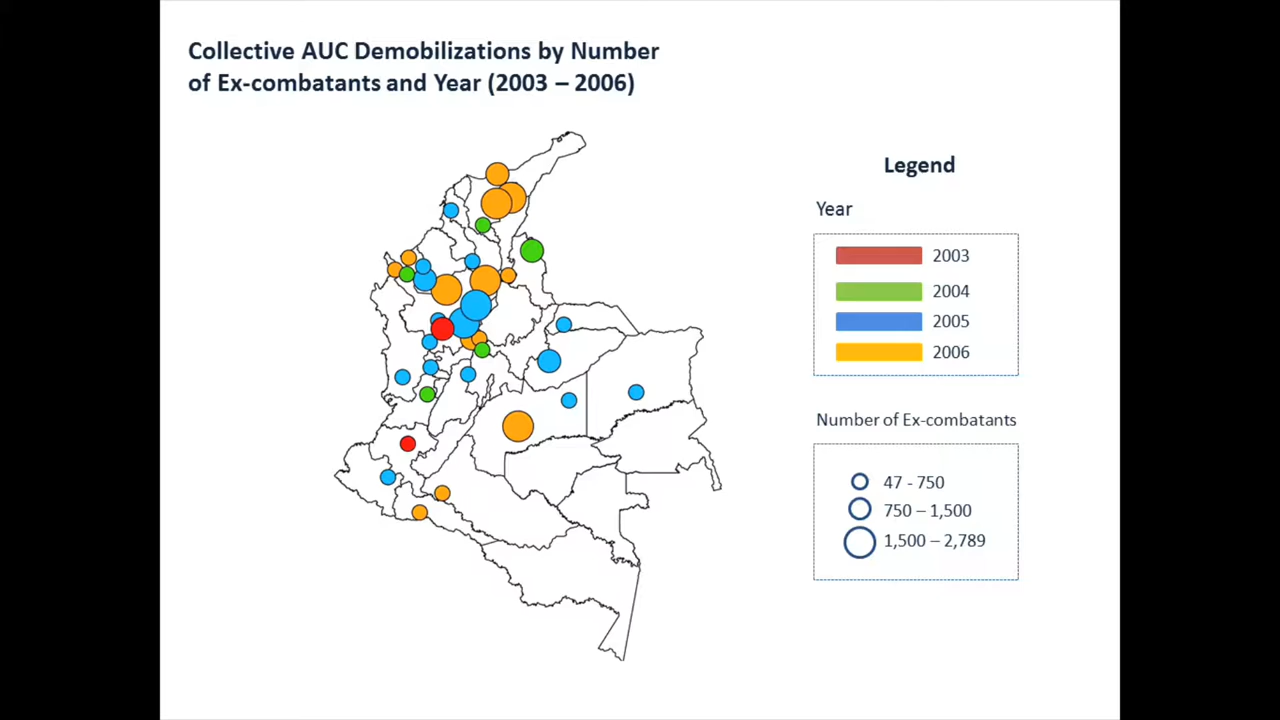 Collective AUC Demobilizations by Number
of Ex-combatants and Year (2003 – 2006)
Legend
Year
2003
2004
2005
2006
Number of Ex-combatants
47 - 750
750 – 1,500
1,500 – 2,789